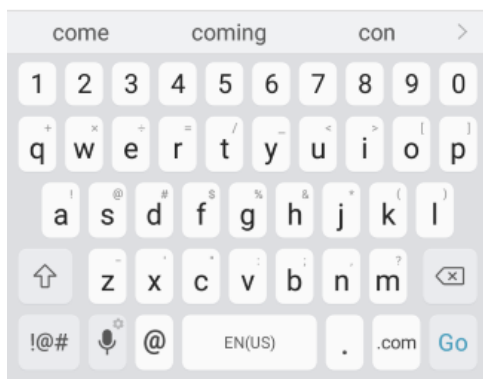 come coming con >
1 2 3 4 5 6 7 8 9 0
+ × ÷ = / _ < > [ ]
q w e r t y u i o p
! @ # $ % & * ( )
a s d f g h j k l
z x c v b n m
: ; , ?
!@# @ EN(US) . .com Go